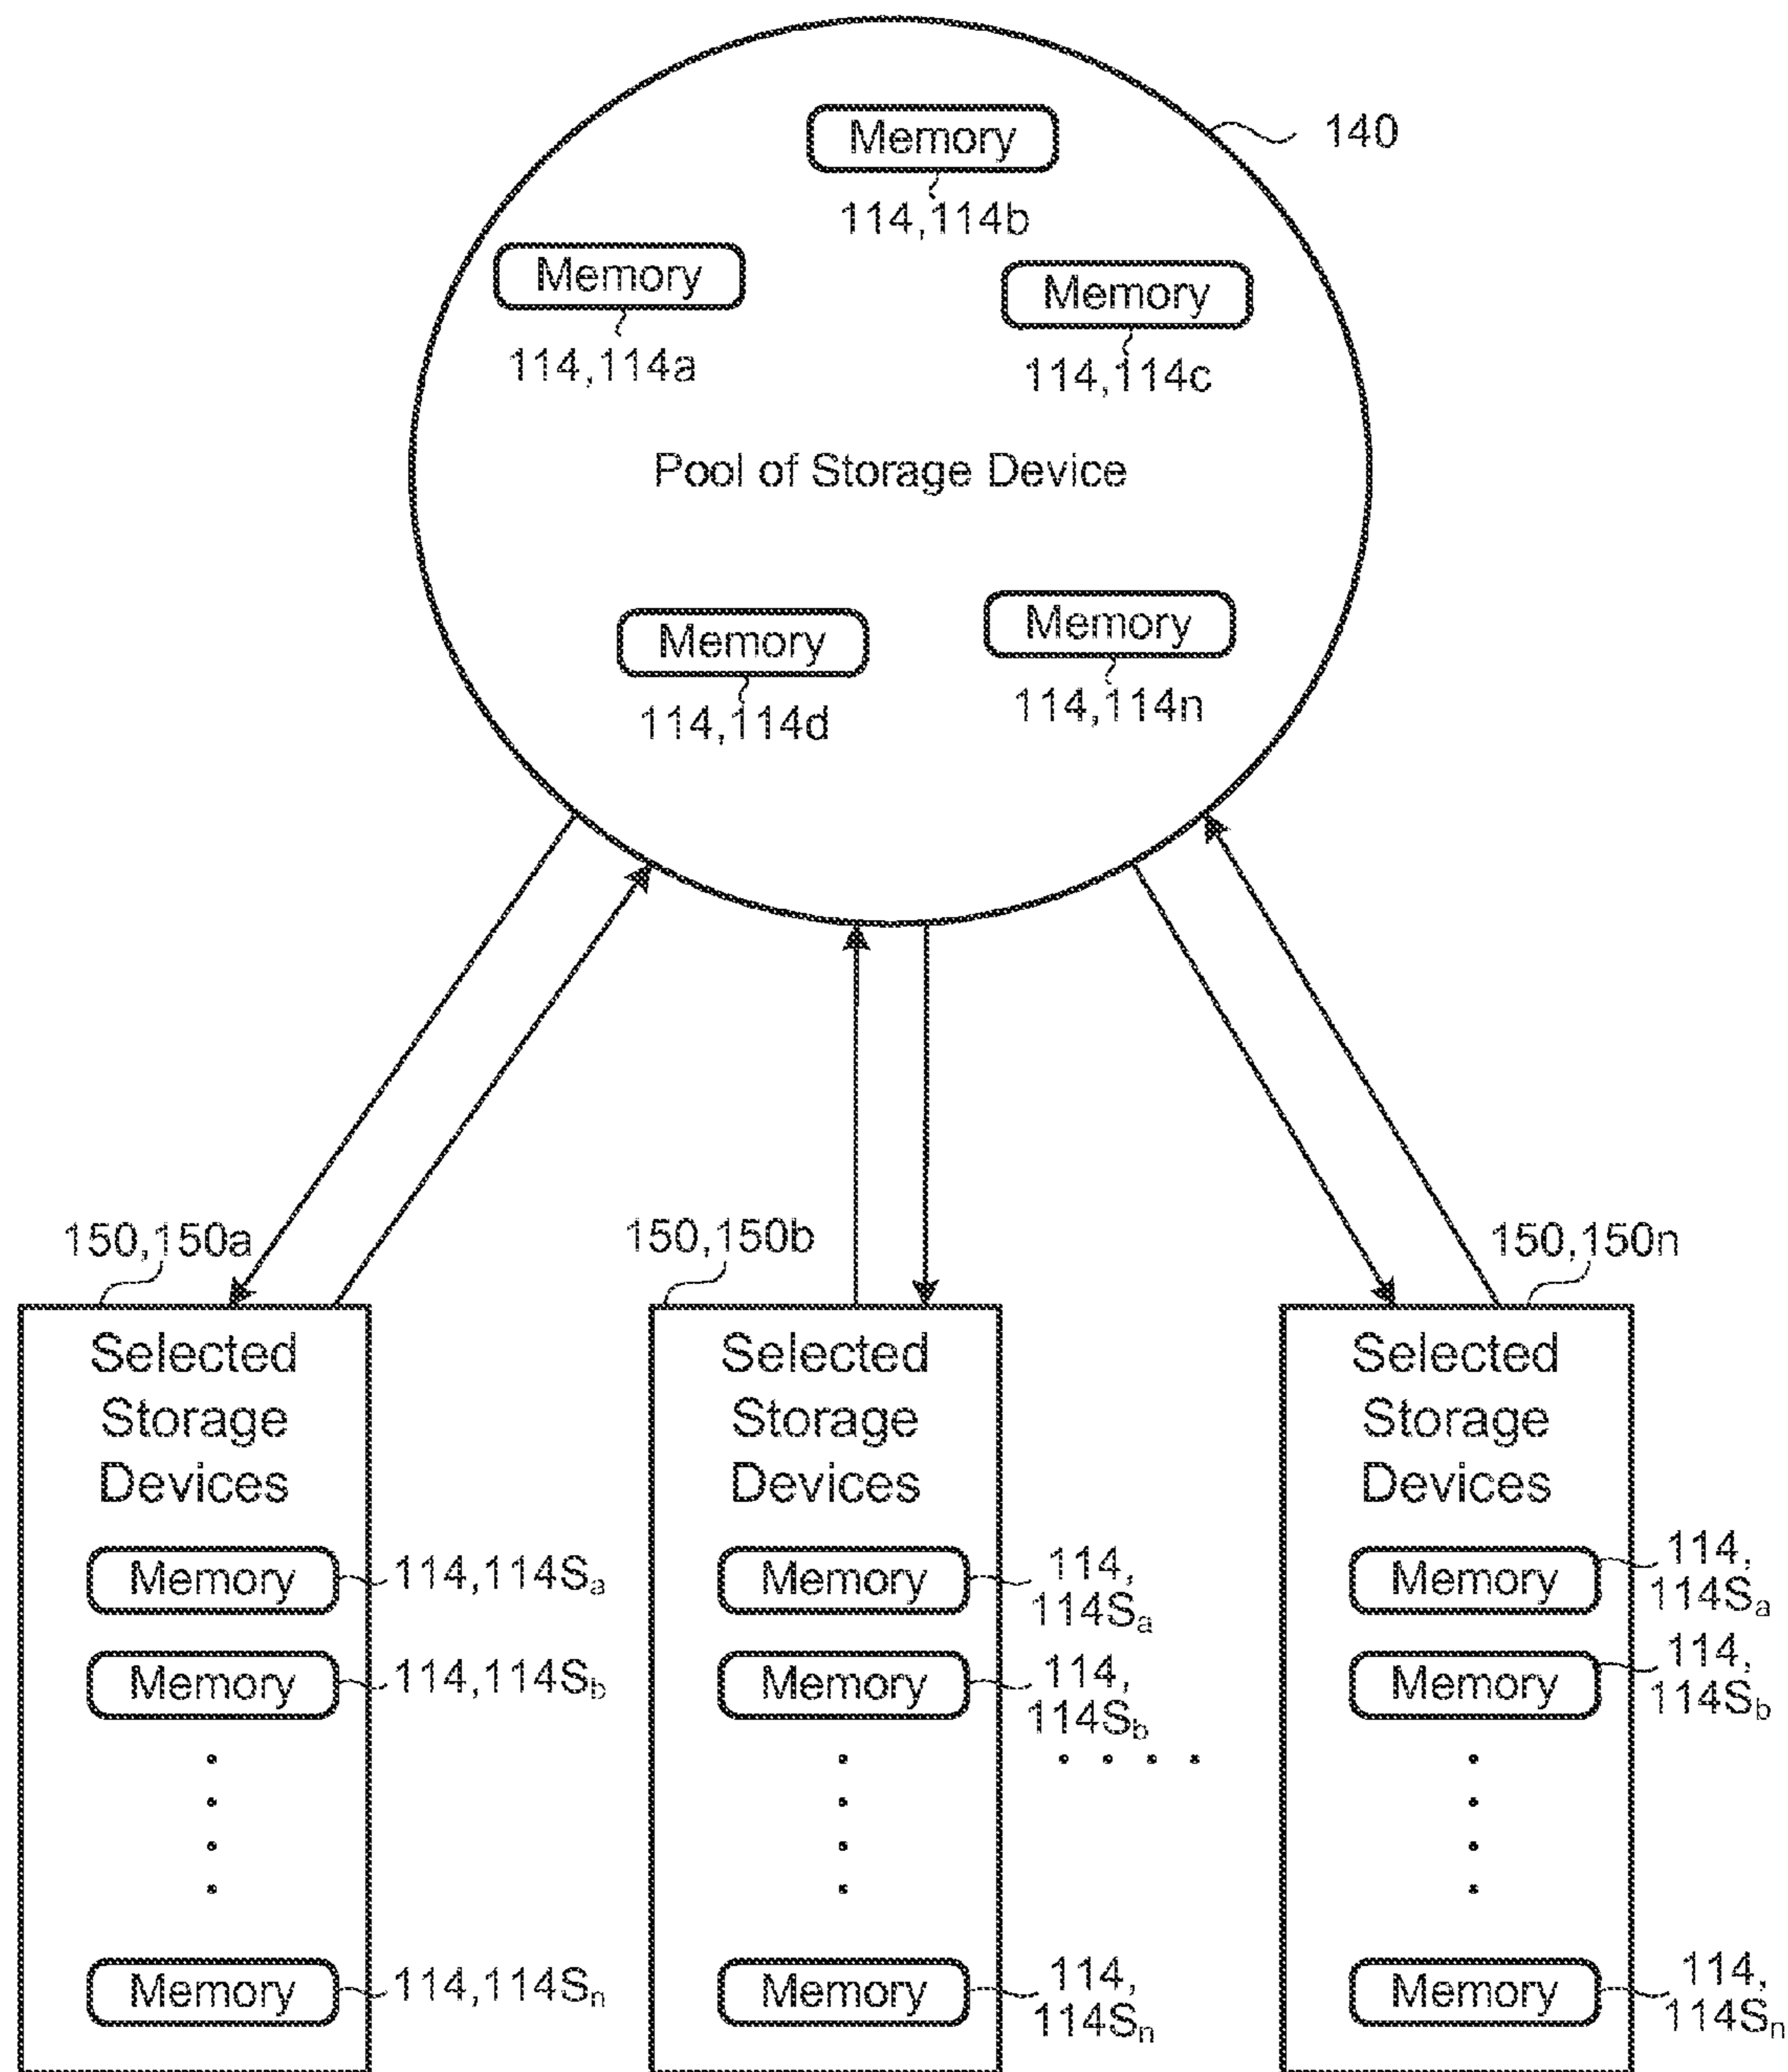 Memory
140
114,114b
Memory
Memory
114,114a
114,114c
Pool of Storage Device
Memory
Memory
114,114d
114,114n
150,150a
150,150b
150,150n
Selected
Storage
Devices
Memory
114,114Sa
Memory
114,114Sb
Memory
114,114Sn
Selected
Storage
Devices
Memory
114,
114Sa
Memory
114,
114Sb
Memory
114,
114Sn
Selected
Storage
Devices
Memory
114,
114Sa
Memory
114,
114Sb
Memory
114,
114Sn